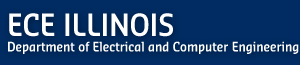 ECE ILLINOIS
Department of Electrical and Computer Engineering